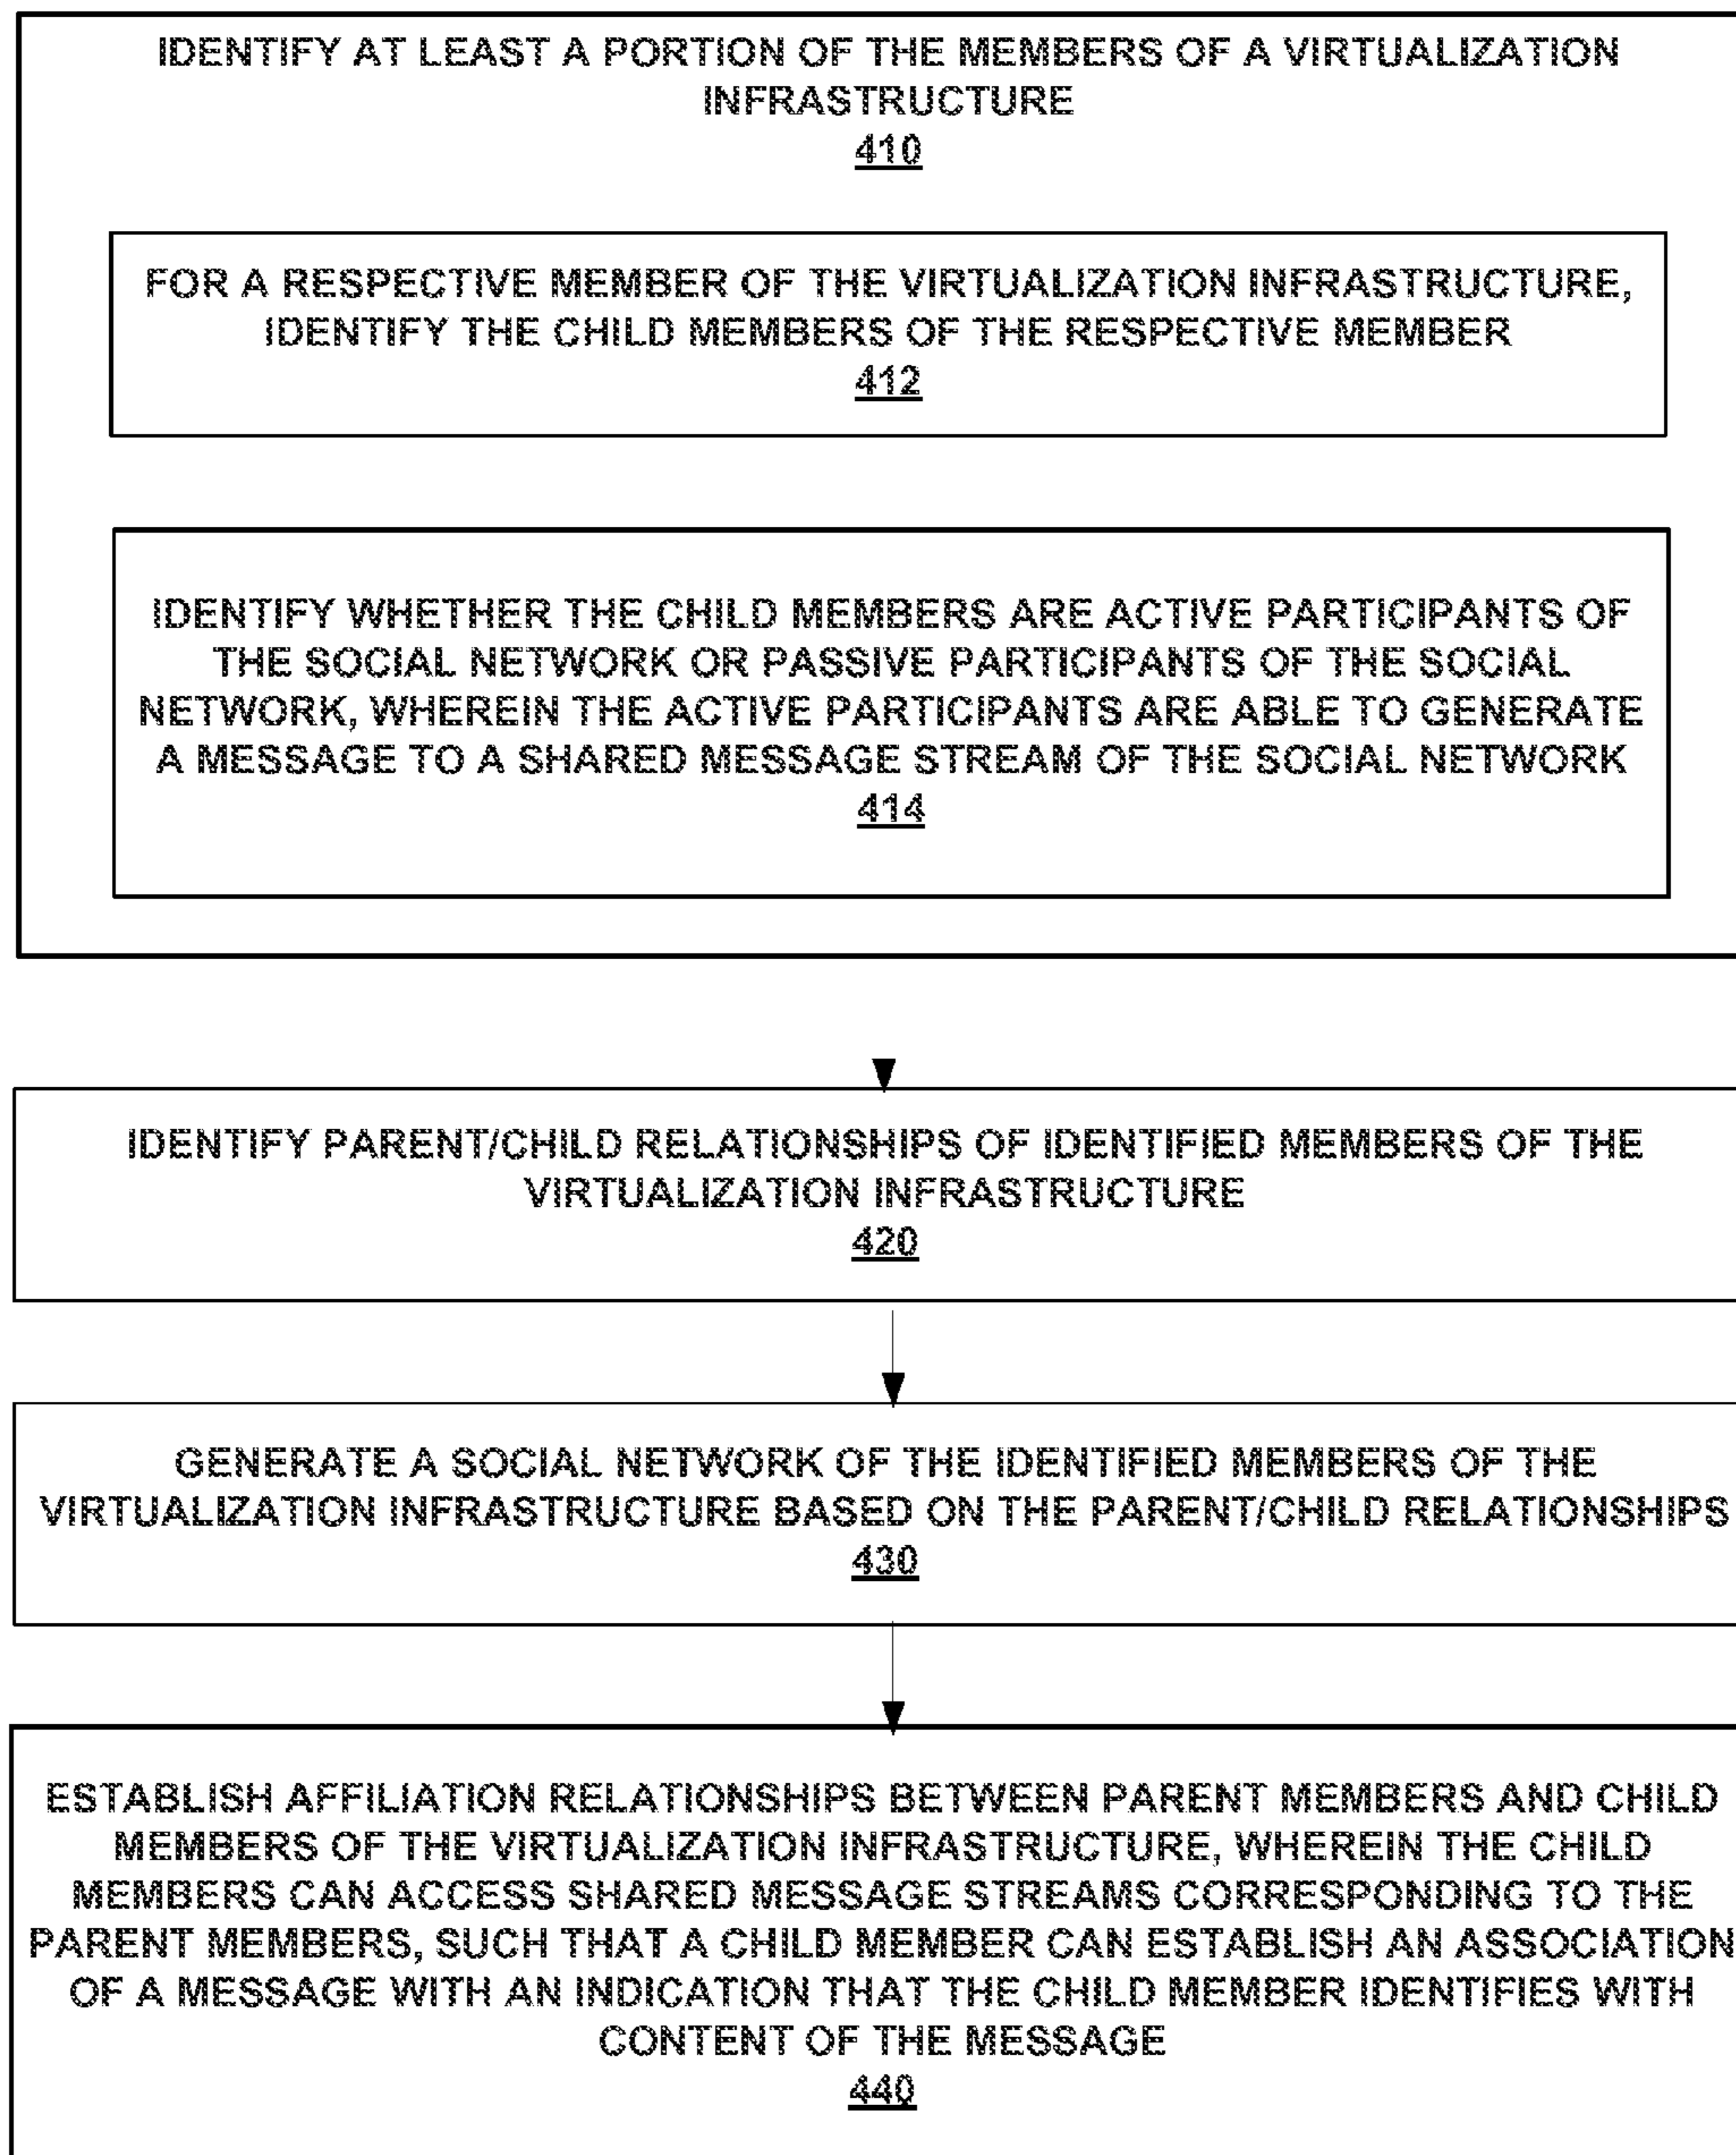 IDENTIFY AT LEAST A PORTION OF THE MEMBERS OF A VIRTUALIZATION
INFRASTRUCTURE
410
FOR A RESPECTIVE MEMBER OF THE VIRTUALIZATION INFRASTRUCTURE,
IDENTIFY THE CHILD MEMBERS OF THE RESPECTIVE MEMBER
412
IDENTIFY WHETHER THE CHILD MEMBERS ARE ACTIVE PARTICIPANTS OF
THE SOCIAL NETWORK OR PASSIVE PARTICIPANTS OF THE SOCIAL
NETWORK, WHEREIN THE ACTIVE PARTICIPANTS ARE ABLE TO GENERATE
A MESSAGE TO A SHARED MESSAGE STREAM OF THE SOCIAL NETWORK
414
IDENTIFY PARENT/CHILD RELATIONSHIPS OF IDENTIFIED MEMBERS OF THE
VIRTUALIZATION INFRASTRUCTURE
420
GENERATE A SOCIAL NETWORK OF THE IDENTIFIED MEMBERS OF THE
VIRTUALIZATION INFRASTRUCTURE BASED ON THE PARENT/CHILD RELATIONSHIPS
430
ESTABLISH AFFILIATION RELATIONSHIPS BETWEEN PARENT MEMBERS AND CHILD
MEMBERS OF THE VIRTUALIZATION INFRASTRUCTURE, WHEREIN THE CHILD
MEMBERS CAN ACCESS SHARED MESSAGE STREAMS CORRESPONDING TO THE
PARENT MEMBERS, SUCH THAT A CHILD MEMBER CAN ESTABLISH AN ASSOCIATION
OF A MESSAGE WITH AN INDICATION THAT THE CHILD MEMBER IDENTIFIES WITH
CONTENT OF THE MESSAGE
440